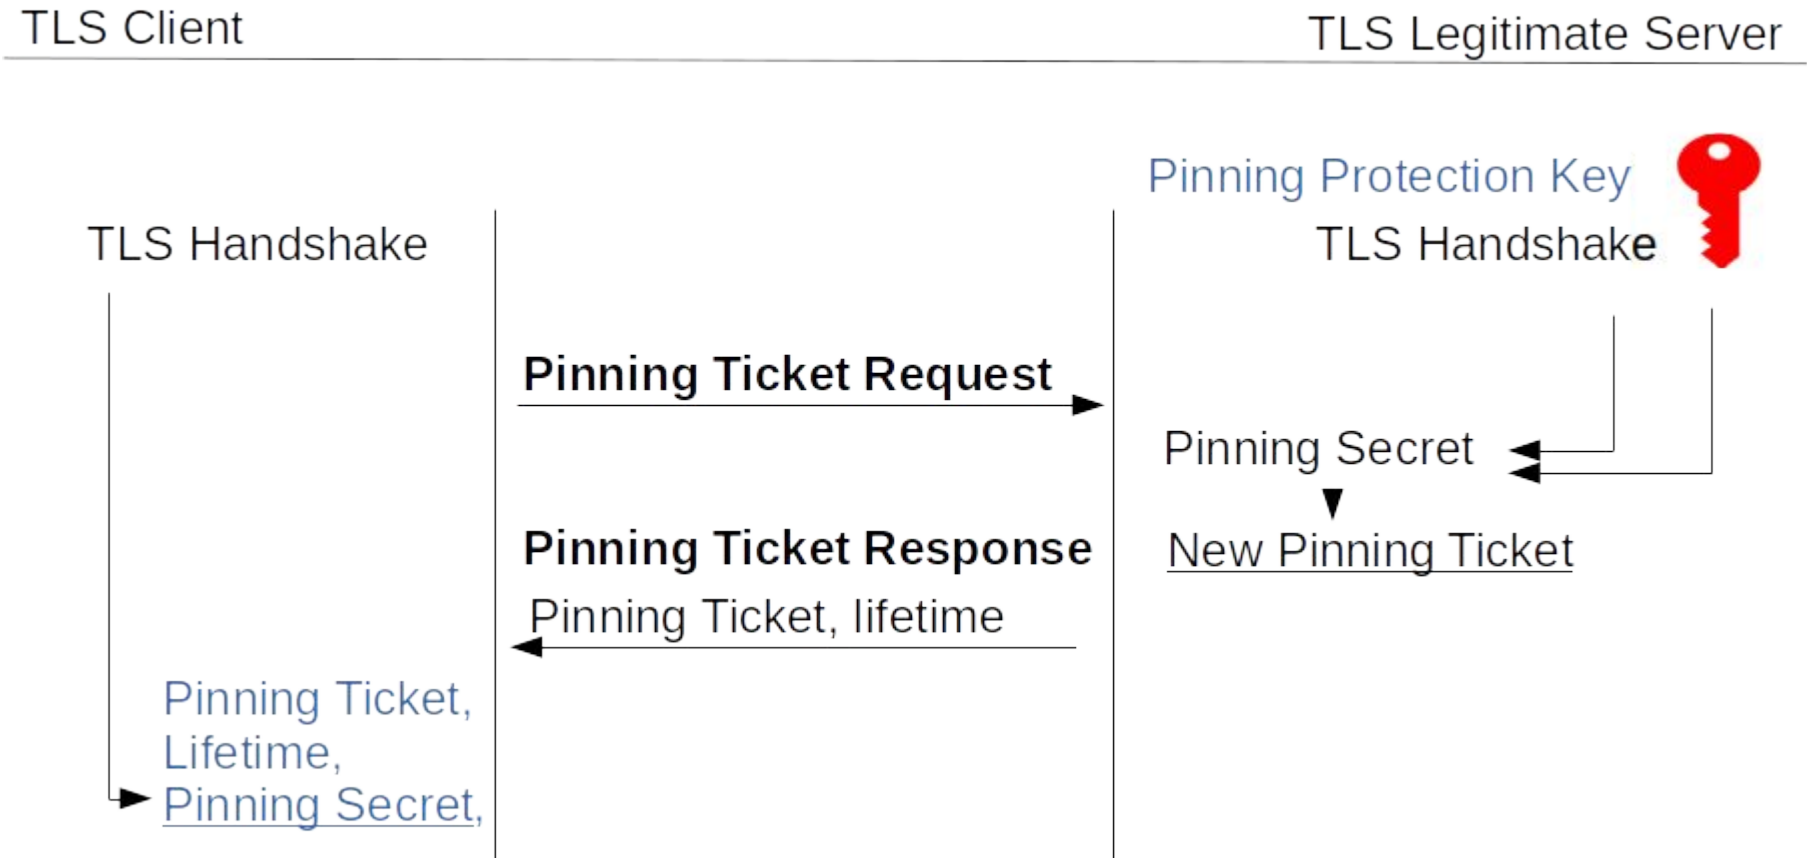 TLS Client
TLS Legitimate Server
Pinning Protection Key
TLS Handshake
TLS Handshake
Pinning Ticket Request
Pinning Secret
Pinning Ticket Response
New Pinning Ticket
Pinning Ticket, lifetime
Pinning Ticket,
Lifetime,
Pinning Secret,